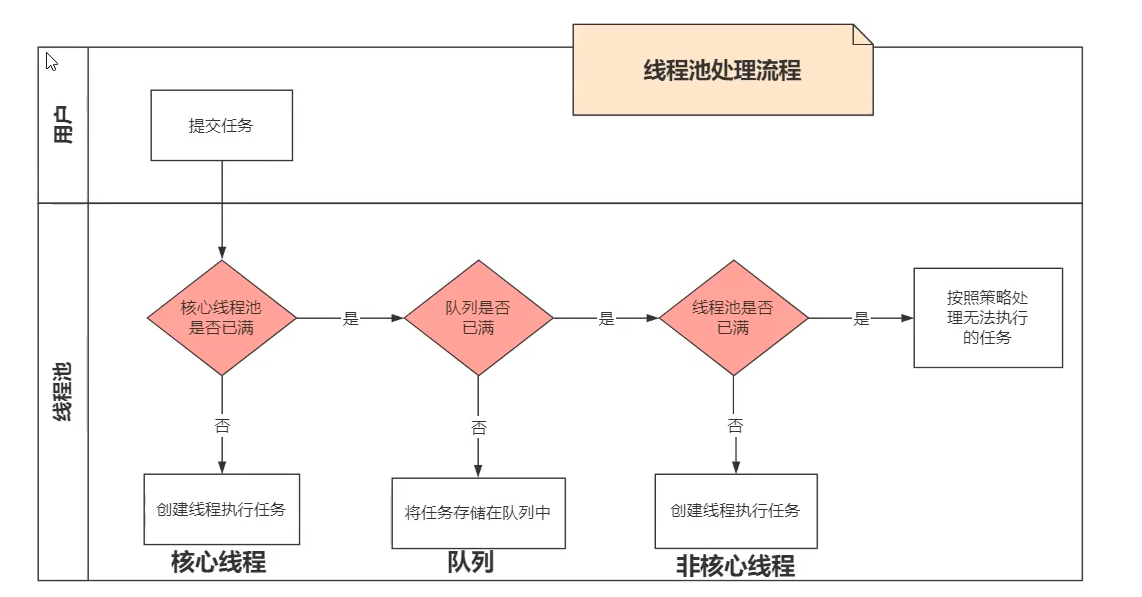 线程池处理流程
用户
提交任务
线程池
核心线程池
是否已满
是
队列是否
已满
是
线程池是否
已满
是
按照策略处
理无法执行
的任务
否
否
否
创建线程执行任务
将任务存储在队列中
创建线程执行任务
核心线程
队列
非核心线程